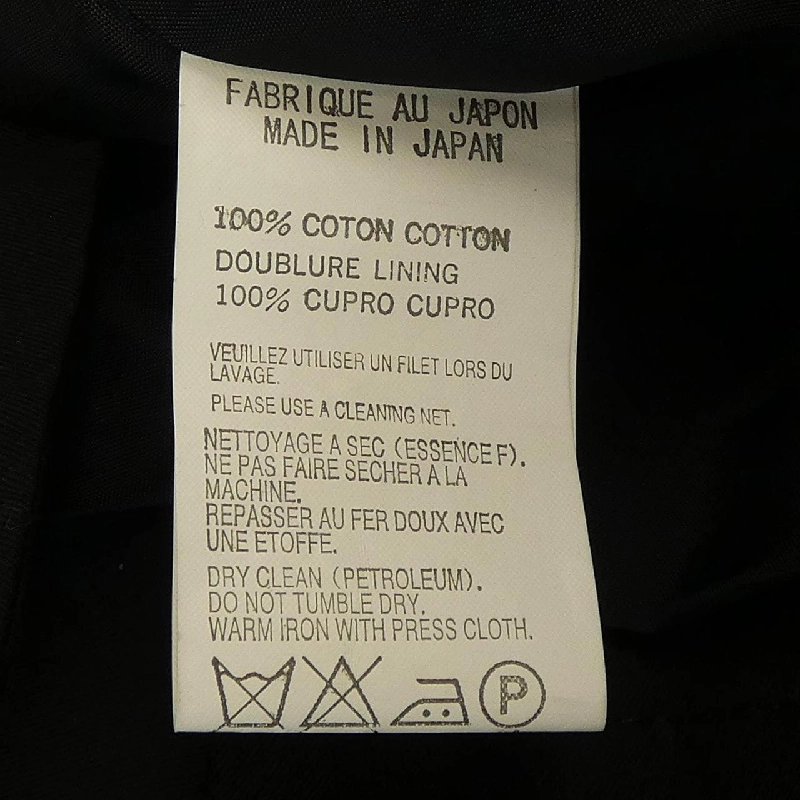 FABRIQUE AU JAPON
MADE IN JAPAN
100% COTON COTTON
DOUBLURE LINING
100% CUPRO CUPRO
VEUILLEZ UTILISER UN FILET LORS DU
LAVAGE.
PLEASE USE A CLEANING NET.
NETTOYAGE A SEC (ESSENCE F).
NE PAS FAIRE SECHER A LA
MACHINE.
REPASSER AU FER DOUX AVEC
UNE ETOFFE.
DRY CLEAN (PETROLEUM).
DO NOT TUMBLE DRY.
WARM IRON WITH PRESS CLOTH.
P